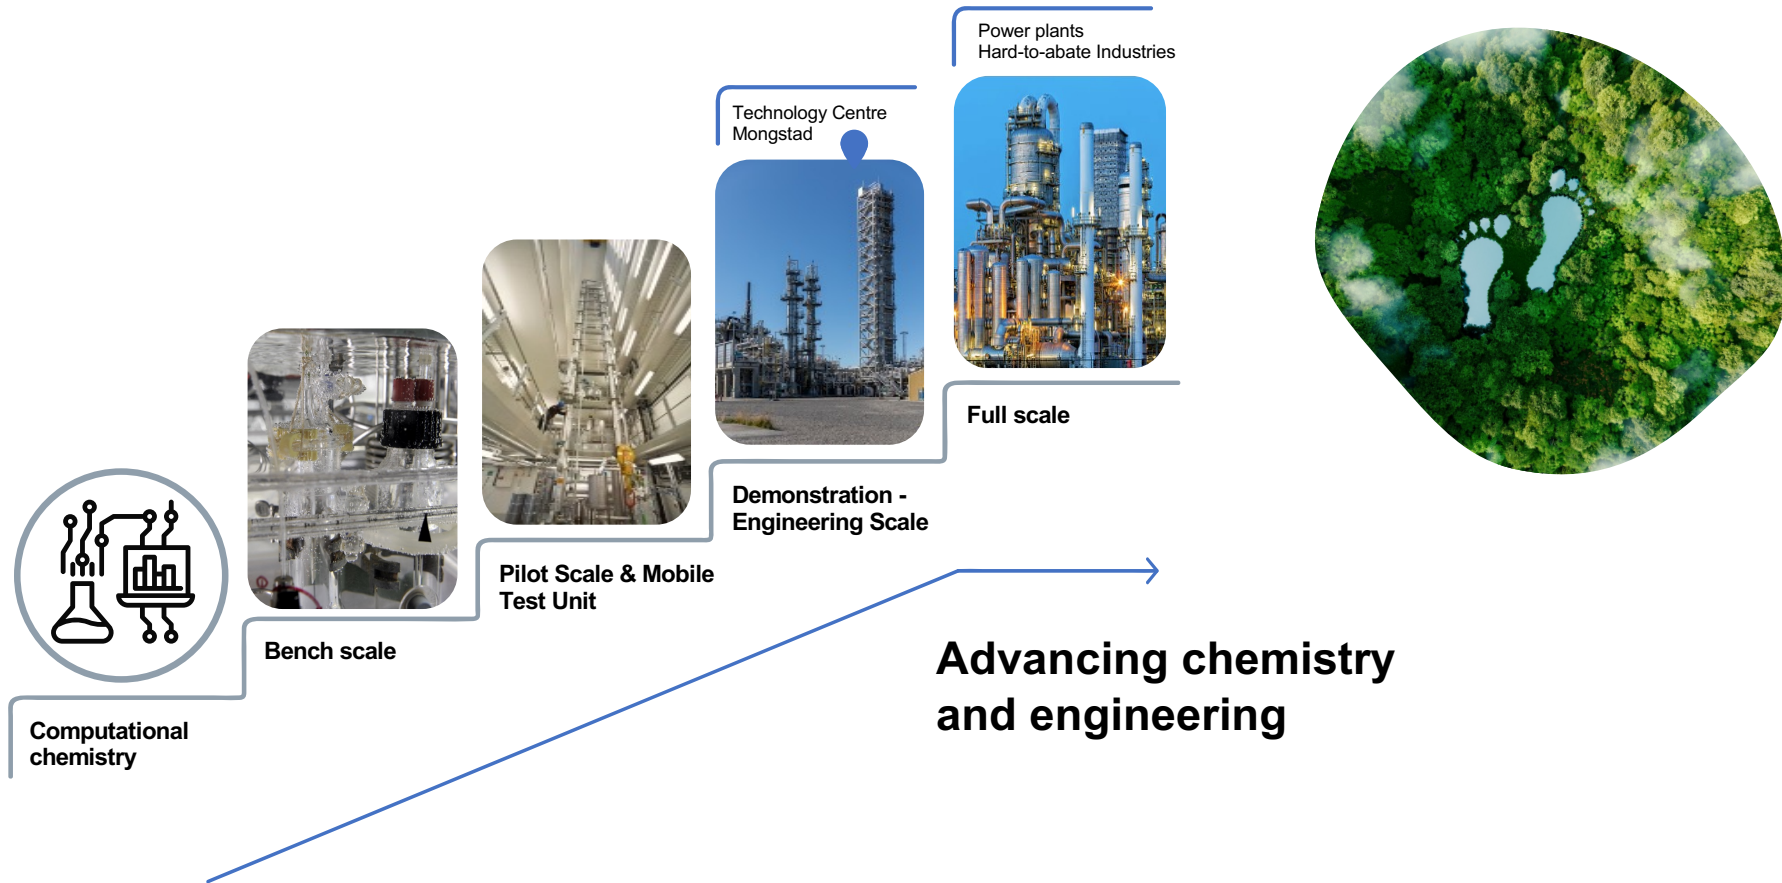 Power plants
Hard-to-abate Industries
Technology Centre
Mongstad
Full scale
Demonstration -
Engineering Scale
Pilot Scale & Mobile
Test Unit
Bench scale
Computational
chemistry
Advancing chemistry
and engineering